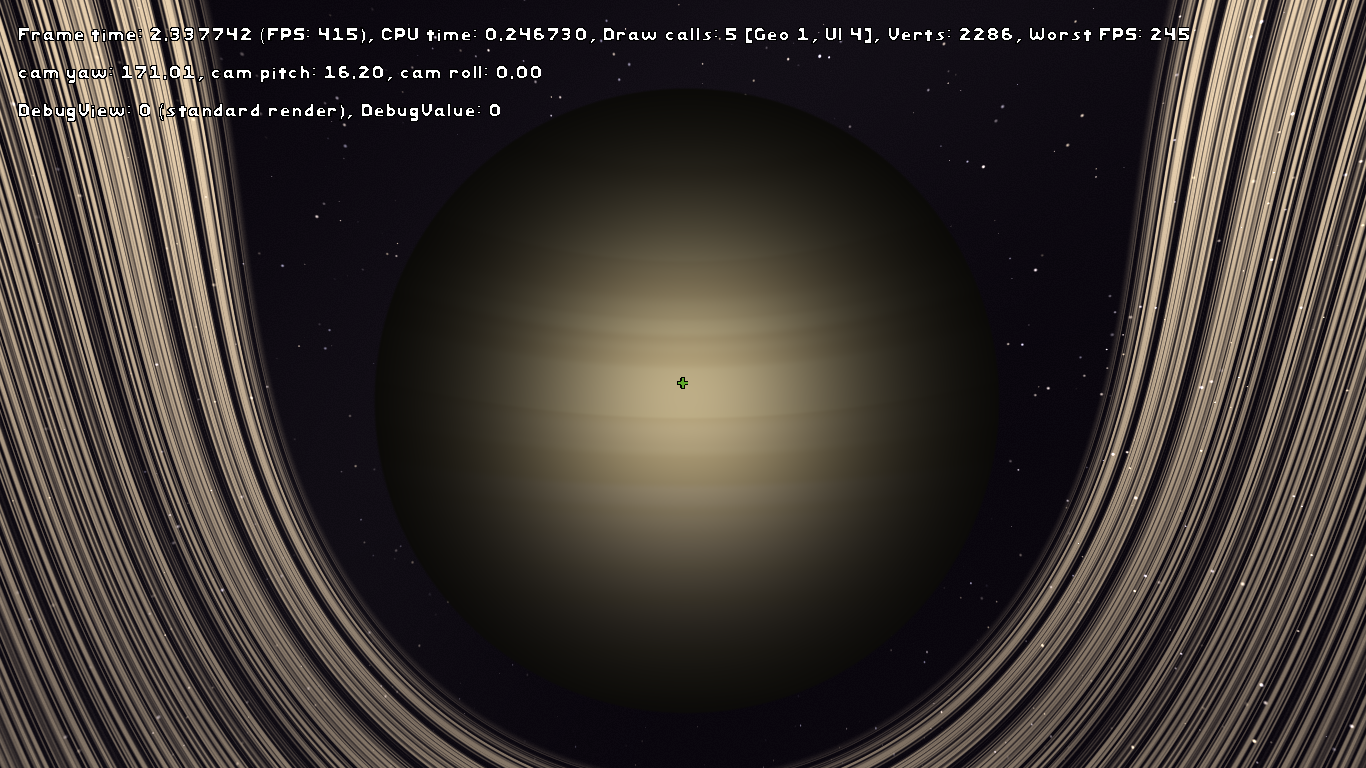 Frame time: 2.337742 (FPS: 415), CPU time: 0.246730, Draw calls: 5 [Geo 1, UI 4], Verts: 2286, Worst FPS: 245
cam yaw: 171.01, cam pitch: 16.20, cam roll: 0.00
DebugView: 0 (standard render), DebugValue: 0